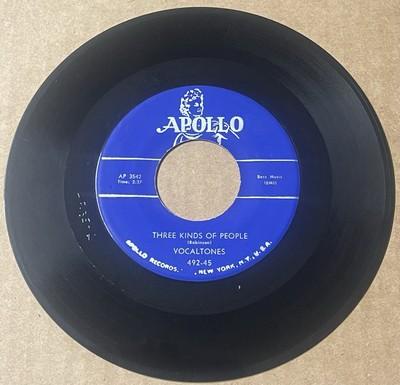 APOLLO
AP 3542
Time: 2:37
Bess Music
(BMI)
THREE KINDS OF PEOPLE
(Robinson)
VOCALTONES
492-45
APOLLO RECORDS. NEW YORK, N.Y., U.S.A.